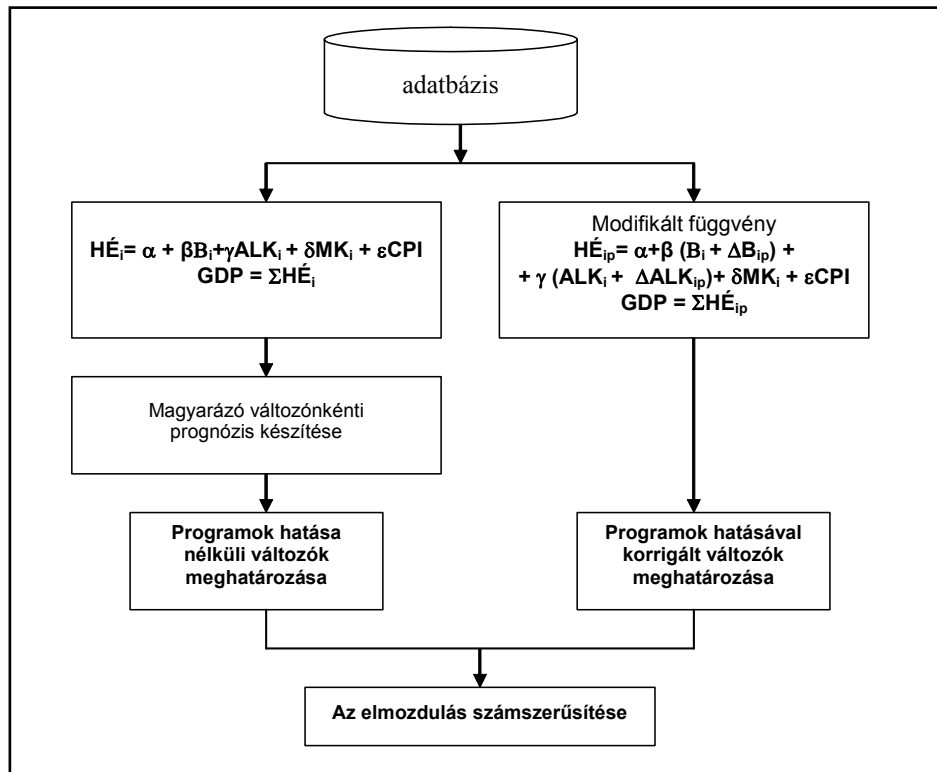 adatbázis
HÉi= α + βBi+γALKi + δMKi + εCPI
GDP = ΣHÉi
Modifikált függvény
HÉip= α+β (Bi + ΔBip) +
+ γ (ALKi + ΔALKip)+ δMKi + εCPI
GDP = ΣHÉip
Magyarázó változónkénti
prognózis készítése
Programok hatása
nélküli változók
meghatározása
Programok hatásával
korrigált változók
meghatározása
Az elmozdulás számszerűsítése